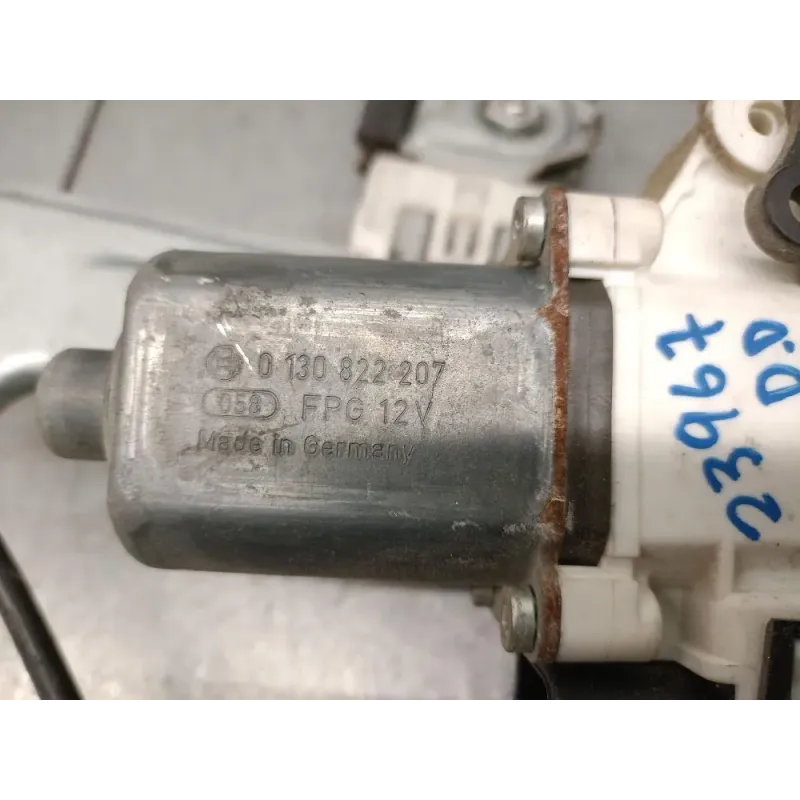 0 130 822 207
058 FPG 12V
Made in Germany
23967
D.D